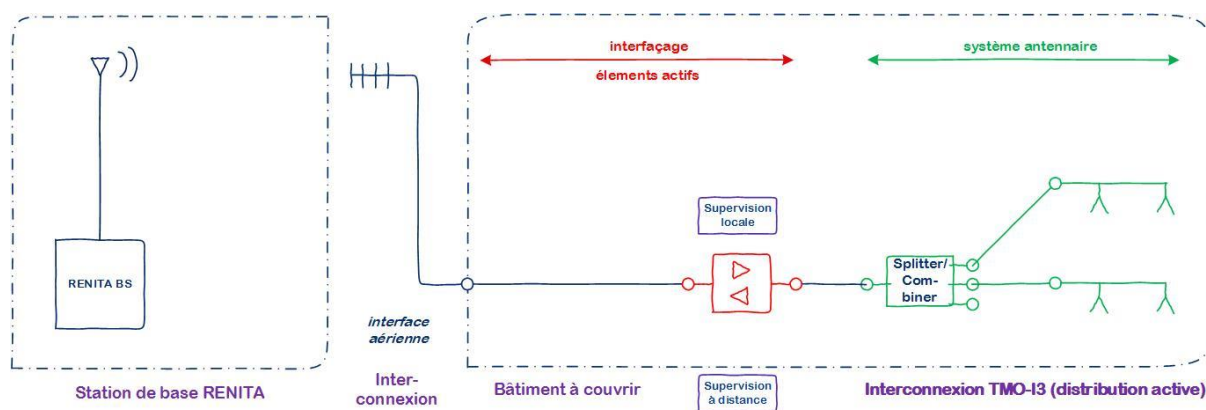 interfaçage
élements actifs
système antennaire
RENITA BS
Supervision
locale
Splitter/
Com-
biner
interface
aérienne
Station de base RENITA
Inter-
connexion
Bâtiment à couvrir
Supervision
à distance
Interconnexion TMO-I3 (distribution active)